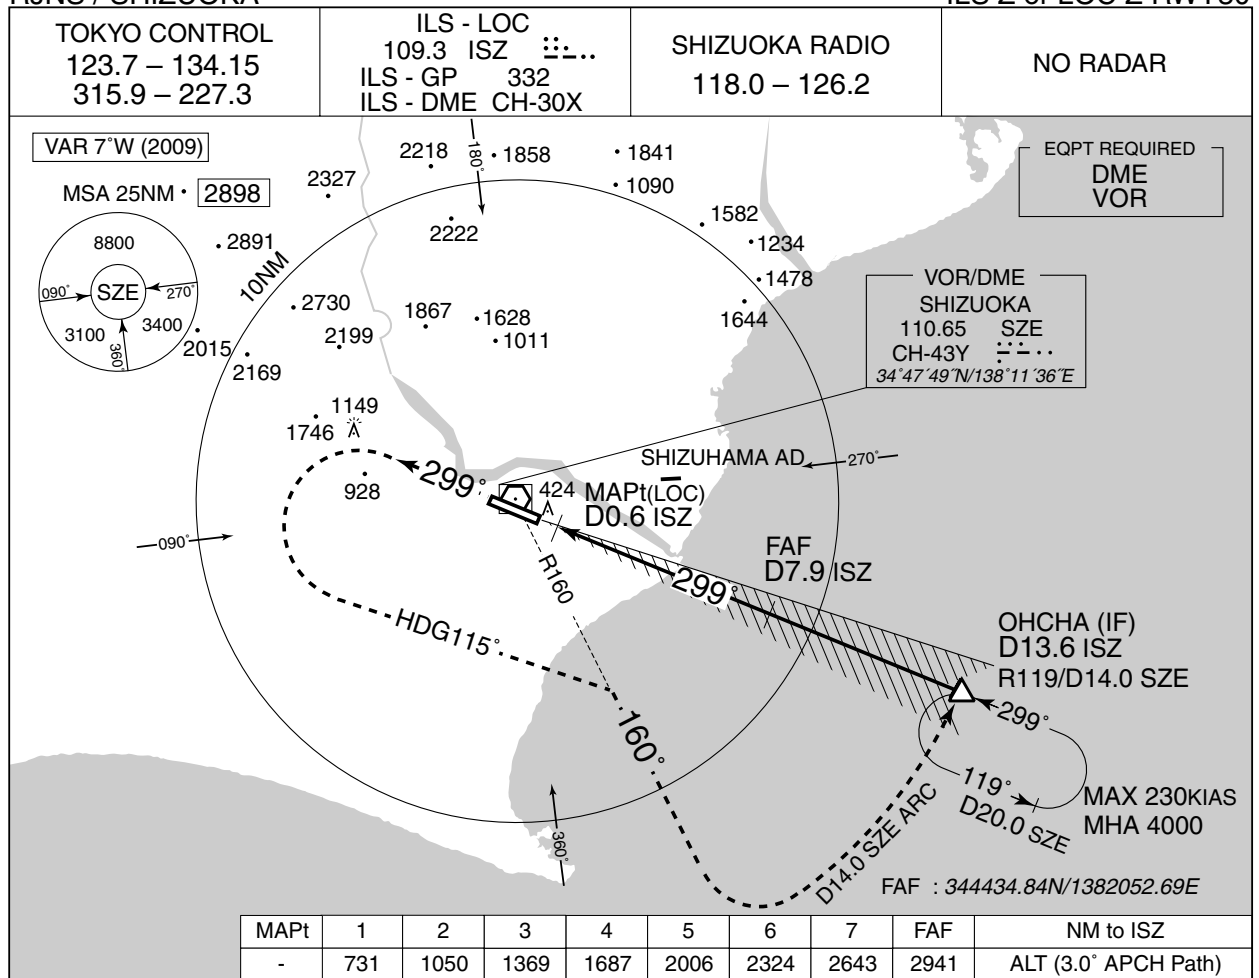 RJNS / SHIZUOKA
ILS Z or LOC Z RWY30
TOKYO CONTROL
123.7 – 134.15
315.9 – 227.3
ILS - LOC
109.3 ISZ
ILS - GP 332
ILS - DME CH-30X
SHIZUOKA RADIO
118.0 – 126.2
NO RADAR
VAR 7˚W (2009)
MSA 25NM
2898
8800
SZE
090˚
270˚
3100
3400
360˚
2327
2218
180˚
1858
1841
1090
EQPT REQUIRED
DME
VOR
2891
2222
1582
1234
10NM
1478
2730
1867
1628
1644
2199
1011
2015
2169
VOR/DME
SHIZUOKA
110.65 SZE
CH-43Y
34˚47´49˝N/138˚11´36˝E
1149
1746
928
299˚
424
SHIZUHAMA AD
270˚
MAPt(LOC)
D0.6 ISZ
090˚
R160
FAF
D7.9 ISZ
299˚
HDG115˚
OHCHA (IF)
D13.6 ISZ
R119/D14.0 SZE
299˚
160˚
119˚
D20.0 SZE
MAX 230KIAS
MHA 4000
360˚
D14.0 SZE ARC
FAF : 344434.84N/1382052.69E
MAPt 1 2 3 4 5 6 7 FAF NM to ISZ
- 731 1050 1369 1687 2006 2324 2643 2941 ALT (3.0˚ APCH Path)